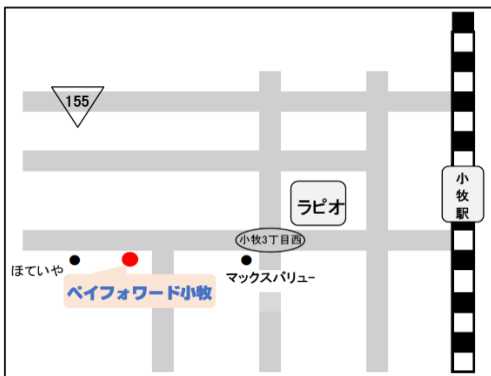 155
小牧駅
ラピオ
小牧3丁目西
ほていや
マックスバリュー
ペイフォワード小牧